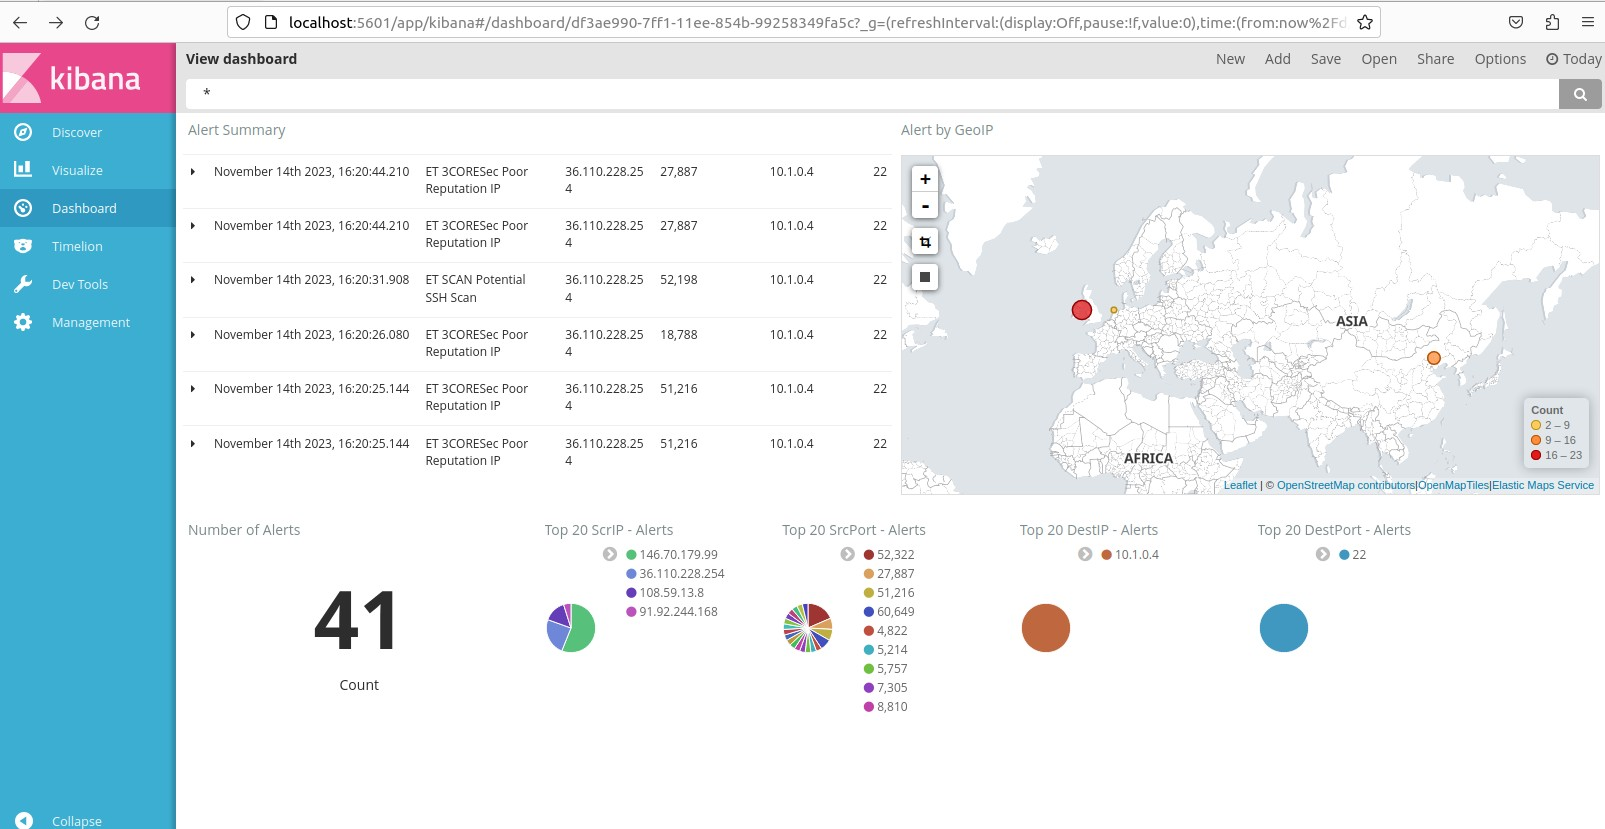 localhost:5601/app/kibana#/dashboard/df3ae990-7ff1-11ee-854b-99258349fa5c?_g=(refreshInterval:(display:Off,pause:!f,value:0),time:(from:now%2Fd
kibana
View dashboard
New Add Save Open Share Options Today
*
Discover
Visualize
Dashboard
Timelion
Dev Tools
Management
Collapse
Alert Summary
November 14th 2023, 16:20:44.210 ET 3CORESec Poor 36.110.228.25 27,887 10.1.0.4 22
Reputation IP 4
November 14th 2023, 16:20:44.210 ET 3CORESec Poor 36.110.228.25 27,887 10.1.0.4 22
Reputation IP 4
November 14th 2023, 16:20:31.908 ET SCAN Potential 36.110.228.25 52,198 10.1.0.4 22
SSH Scan 4
November 14th 2023, 16:20:26.080 ET 3CORESec Poor 36.110.228.25 18,788 10.1.0.4 22
Reputation IP 4
November 14th 2023, 16:20:25.144 ET 3CORESec Poor 36.110.228.25 51,216 10.1.0.4 22
Reputation IP 4
November 14th 2023, 16:20:25.144 ET 3CORESec Poor 36.110.228.25 51,216 10.1.0.4 22
Reputation IP 4
Alert by GeoIP
+
-
ASIA
AFRICA
Count
2 – 9
9 – 16
16 – 23
Leaflet | © OpenStreetMap contributors|OpenMapTiles|Elastic Maps Service
Number of Alerts
41
Count
Top 20 ScrIP - Alerts
146.70.179.99
36.110.228.254
108.59.13.8
91.92.244.168
Top 20 SrcPort - Alerts
52,322
27,887
51,216
60,649
4,822
5,214
5,757
7,305
8,810
Top 20 DestIP - Alerts
10.1.0.4
Top 20 DestPort - Alerts
22